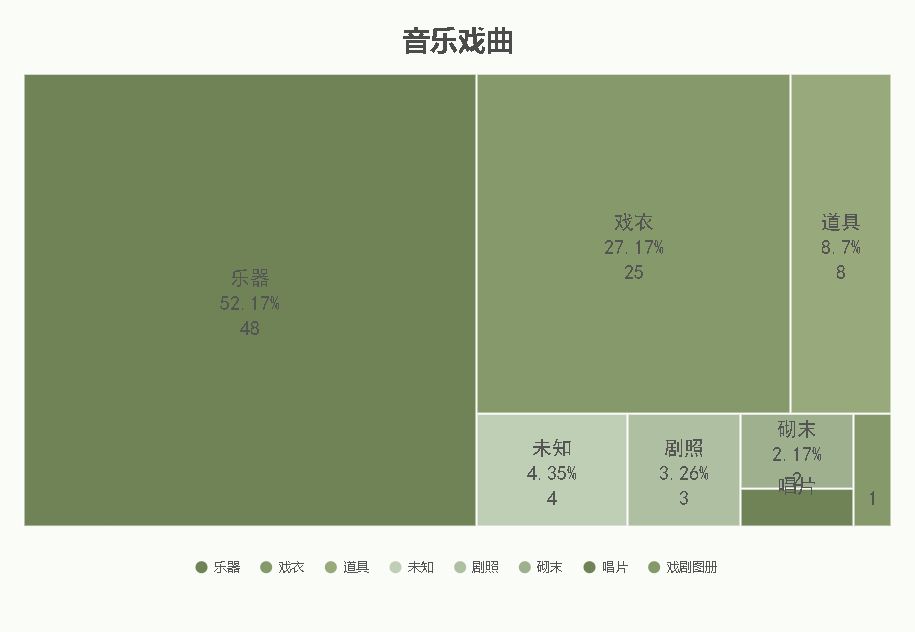 音乐戏曲
乐器
52.17%
48
戏衣
27.17%
25
道具
8.7%
8
未知
4.35%
4
剧照
3.26%
3
砌末
2.17%
2
唱片
1
乐器
戏衣
道具
未知
剧照
砌末
唱片
戏剧图册